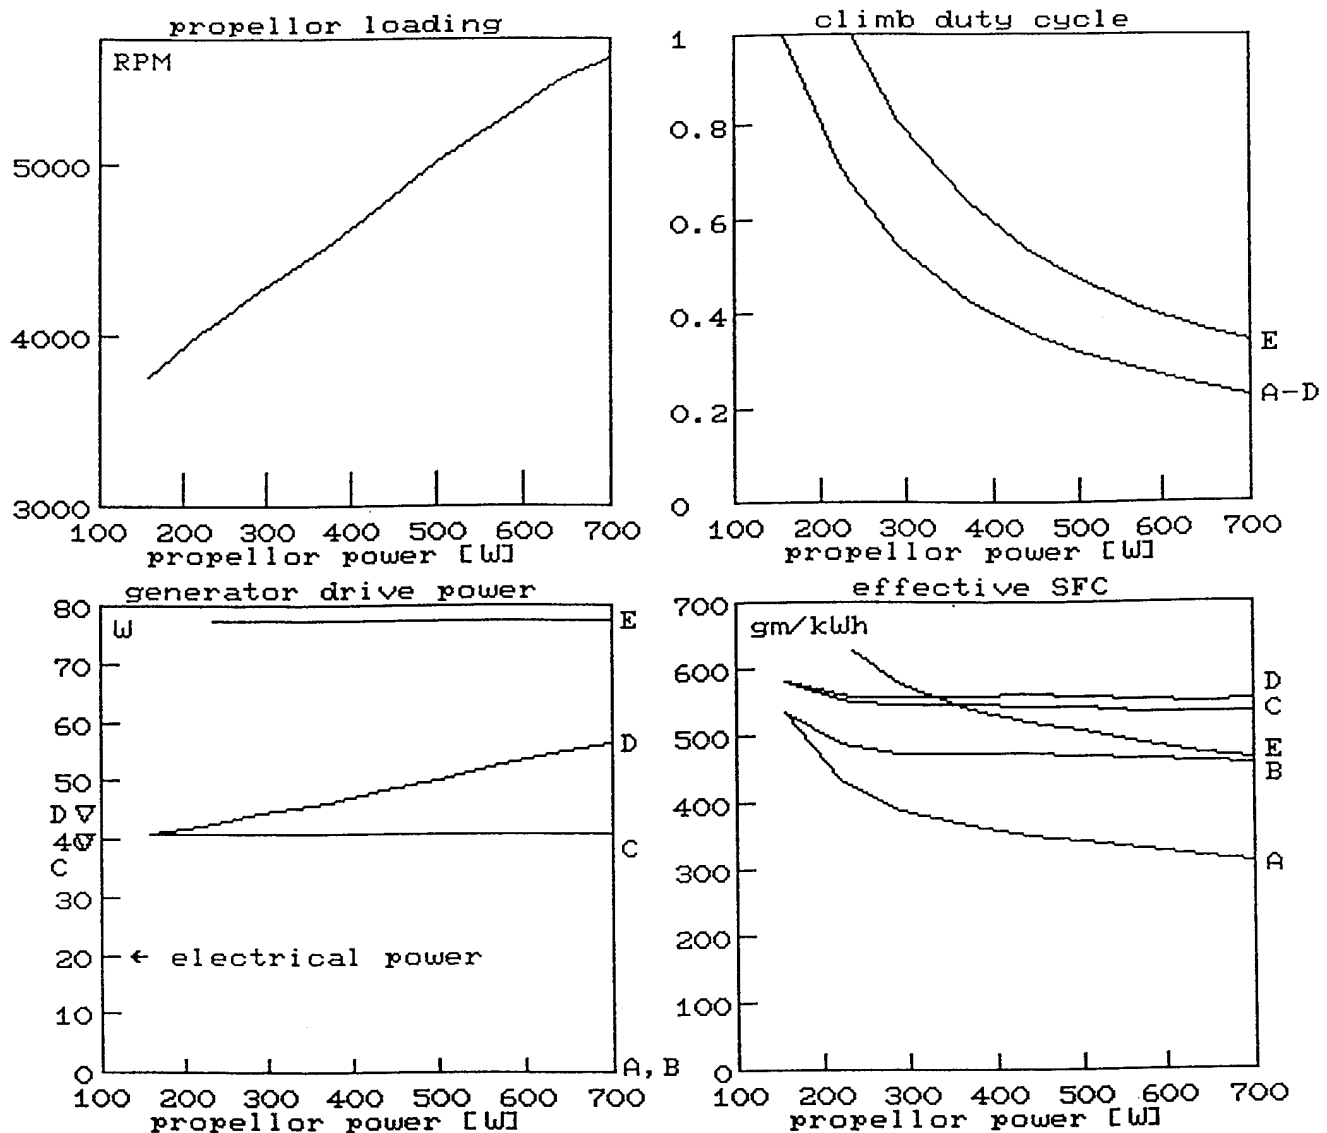 propellor loading
RPM
5000
4000
3000
100 200 300 400 500 600 700
propellor power [W]
climb duty cycle
1
0.8
0.6
0.4
0.2
0
E
A-D
100 200 300 400 500 600 700
propellor power [W]
generator drive power
80
W
70
60
50
D
40
C
30
20 ← electrical power
10
0
E
D
C
A, B
100 200 300 400 500 600 700
propellor power [W]
effective SFC
700
gm/kWh
600
500
400
300
200
100
0
D
C
E
B
A
100 200 300 400 500 600 700
propellor power [W]